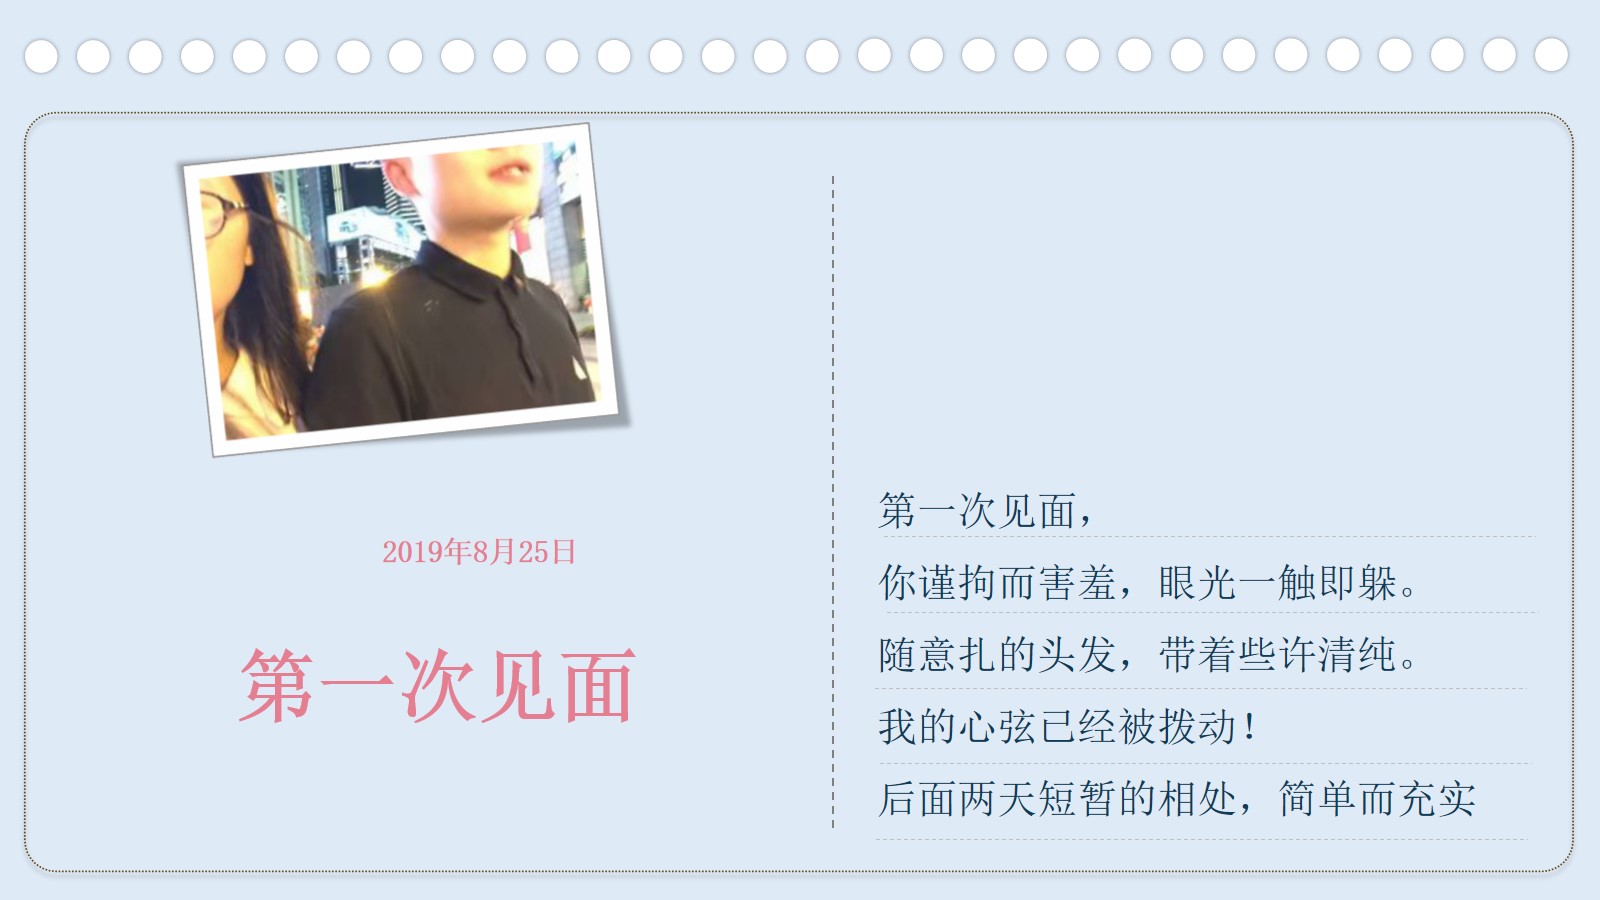 2019年8月25日
第一次见面
第一次见面，
你谨拘而害羞，眼光一触即躲。
随意扎的头发，带着些许清纯。
我的心弦已经被拨动！
后面两天短暂的相处，简单而充实